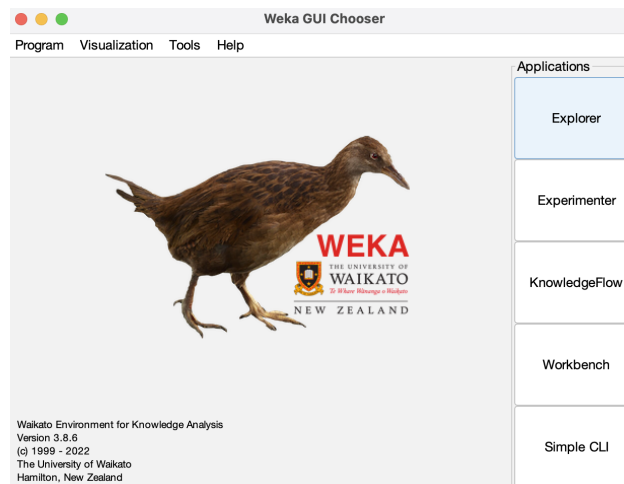 Weka GUI Chooser
Program Visualization Tools Help
Applications
Explorer
Experimenter
KnowledgeFlow
Workbench
Simple CLI
WEKA
THE UNIVERSITY OF
WAIKATO
Te Whare Wānanga o Waikato
NEW ZEALAND
Waikato Environment for Knowledge Analysis
Version 3.8.6
(c) 1999 - 2022
The University of Waikato
Hamilton, New Zealand